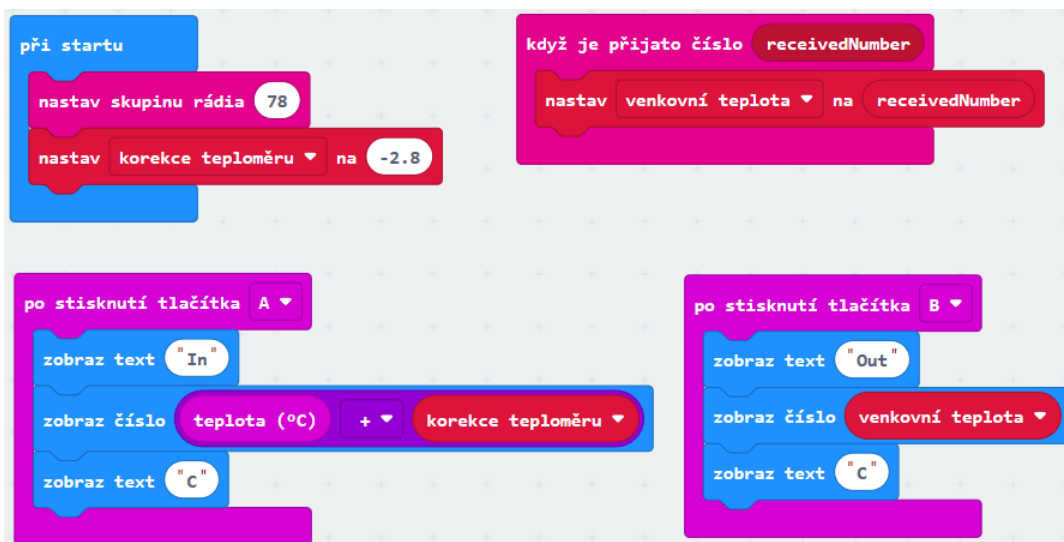 při startu
nastav skupinu rádia 78
nastav korekce teploměru na -2.8
když je přijato číslo receivedNumber
nastav venkovní teplota na receivedNumber
po stisknutí tlačítka A
zobraz text "In"
zobraz číslo teplota (ºC) + korekce teploměru
zobraz text "C"
po stisknutí tlačítka B
zobraz text "Out"
zobraz číslo venkovní teplota
zobraz text "C"